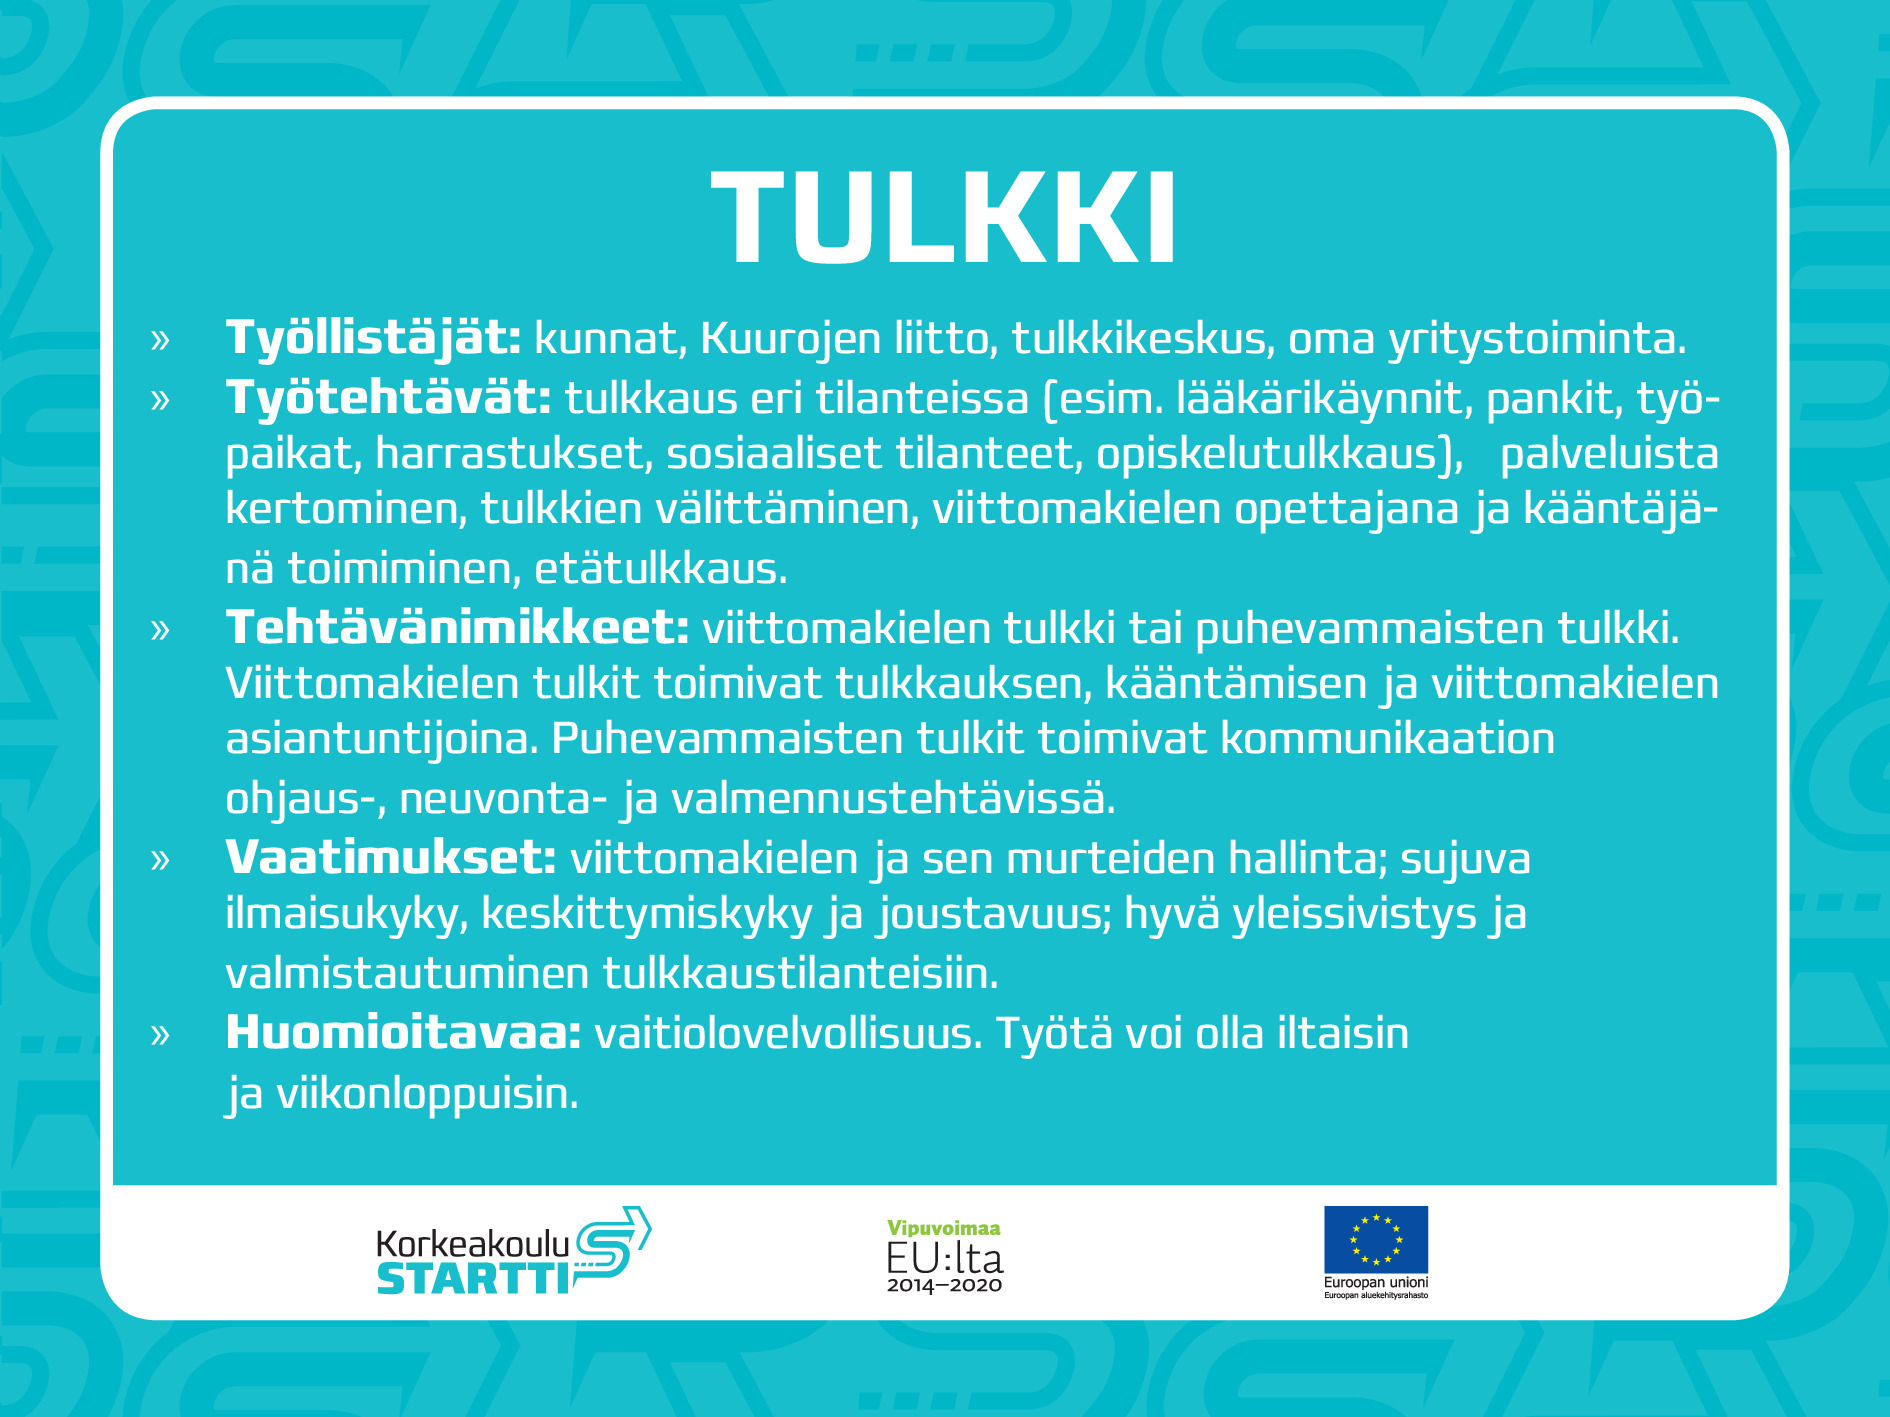 TULKKI
» Työllistäjät: kunnat, Kuurojen liitto, tulkkikeskus, oma yritystoiminta.
» Työtehtävät: tulkkaus eri tilanteissa (esim. lääkärikäynnit, pankit, työ-
paikat, harrastukset, sosiaaliset tilanteet, opiskelutulkkaus), palveluista
kertominen, tulkkien välittäminen, viittomakielen opettajana ja kääntäjä-
nä toimiminen, etätulkkaus.
» Tehtävänimikkeet: viittomakielen tulkki tai puhevammaisten tulkki.
Viittomakielen tulkit toimivat tulkkauksen, kääntämisen ja viittomakielen
asiantuntijoina. Puhevammaisten tulkit toimivat kommunikaation
ohjaus-, neuvonta- ja valmennustehtävissä.
» Vaatimukset: viittomakielen ja sen murteiden hallinta; sujuva
ilmaisukyky, keskittymiskyky ja joustavuus; hyvä yleissivistys ja
valmistautuminen tulkkaustilanteisiin.
» Huomioitavaa: vaitiolovelvollisuus. Työtä voi olla iltaisin
ja viikonloppuisin.
Korkeakoulu
STARTTI
Vipuvoimaa
EU:lta
2014–2020
Euroopan unioni
Euroopan aluekehitysrahasto